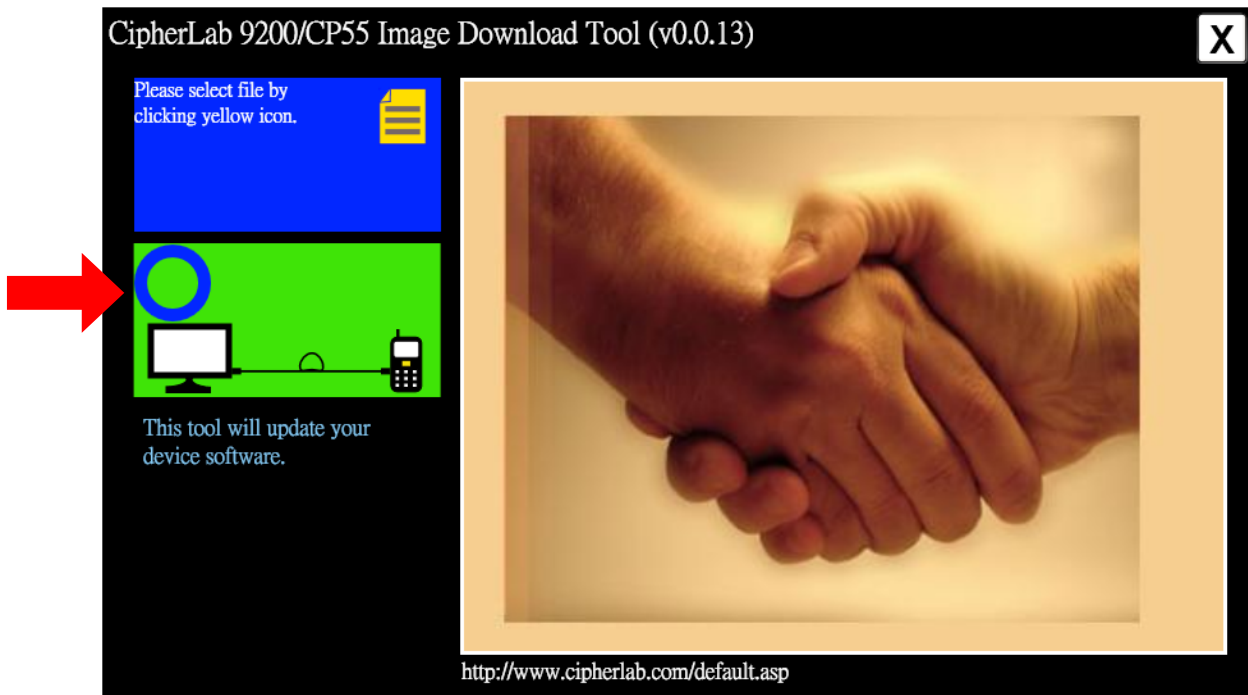 CipherLab 9200/CP55 Image Download Tool (v0.0.13)
X
Please select file by
clicking yellow icon.
This tool will update your
device software.
http://www.cipherlab.com/default.asp